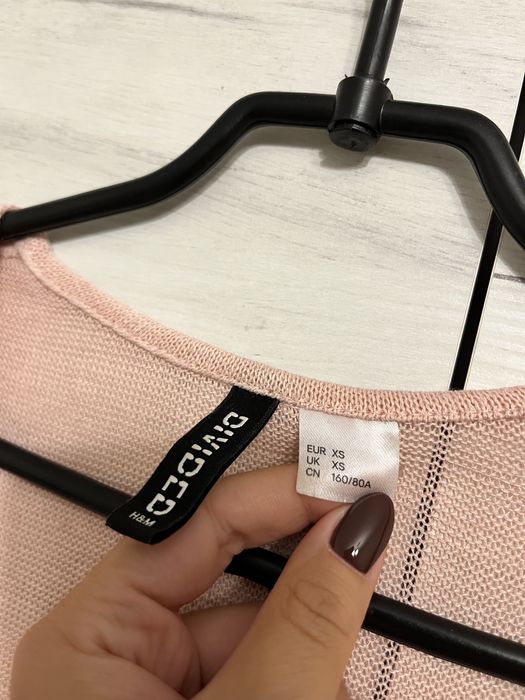 DIVIDED
H&M
EUR XS
UK XS
CN 160/80A